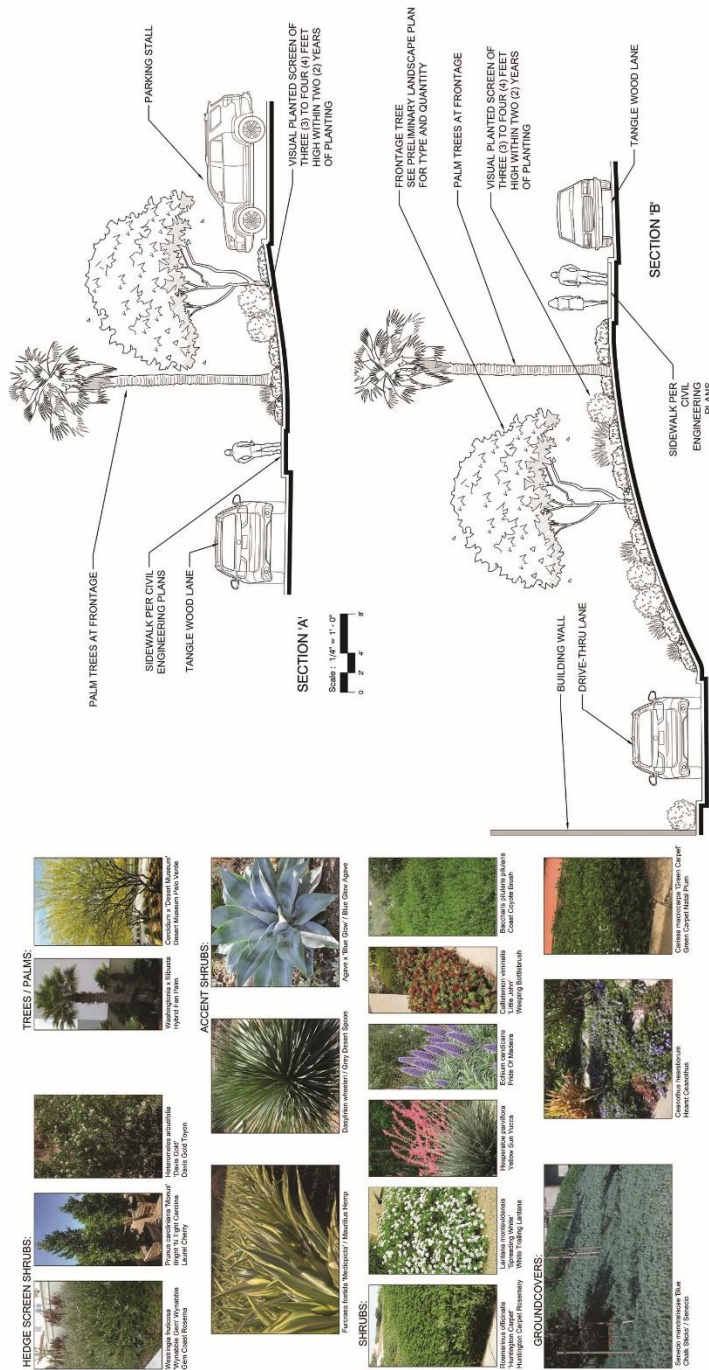 HEDGE SCREEN SHRUBS:
Westringia fruticosa
'Wynabbie Gem' Wynabbie
Gem Coast Rosema
Prunus caroliniana 'Monus'
Bright 'N Tight Carolina
Laurel Cherry
Heteromeles arbutifolia
'Davis Gold'
Davis Gold Toyon
TREES / PALMS:
Washingtonia x filibusta
Hybrid Fan Palm
Cercidium x 'Desert Museum'
Desert Museum Palo Verde
ACCENT SHRUBS:
Furcraea foetida 'Mediopicta' / Mauritius Hemp
Dasylirion wheeleri / Grey Desert Spoon
Agave x 'Blue Glow' / Blue Glow Agave
SHRUBS:
Rosmarinus officinalis
'Huntington Carpet'
Huntington Carpet Rosemary
Lantana montevidensis
'Spreading White'
White Trailing Lantana
Hesperaloe parviflora
Yellow Sun Yucca
Echium candicans
Pride Of Madeira
Callistemon viminalis
'Little John'
Weeping Bottlebrush
Baccharis pilularis pilularis
Coast Coyote Brush
GROUNDCOVERS:
Senecio mandraliscae 'Blue
Chalk Sticks' / Senecio
Ceanothus hearstiorum
Hearst Ceanothus
Carissa macrocarpa 'Green Carpet'
Green Carpet Natal Plum
PALM TREES AT FRONTAGE
SIDEWALK PER CIVIL
ENGINEERING PLANS
TANGLE WOOD LANE
PARKING STALL
VISUAL PLANTED SCREEN OF
THREE (3) TO FOUR (4) FEET
HIGH WITHIN TWO (2) YEARS
OF PLANTING
SECTION 'A'
Scale : 1/4" = 1' - 0"
0 2' 4' 8'
FRONTAGE TREE
SEE PRELIMINARY LANDSCAPE PLAN
FOR TYPE AND QUANTITY
PALM TREES AT FRONTAGE
VISUAL PLANTED SCREEN OF
THREE (3) TO FOUR (4) FEET
HIGH WITHIN TWO (2) YEARS
OF PLANTING
BUILDING WALL
DRIVE-THRU LANE
TANGLE WOOD LANE
SIDEWALK PER
CIVIL
ENGINEERING
PLANS
SECTION 'B'